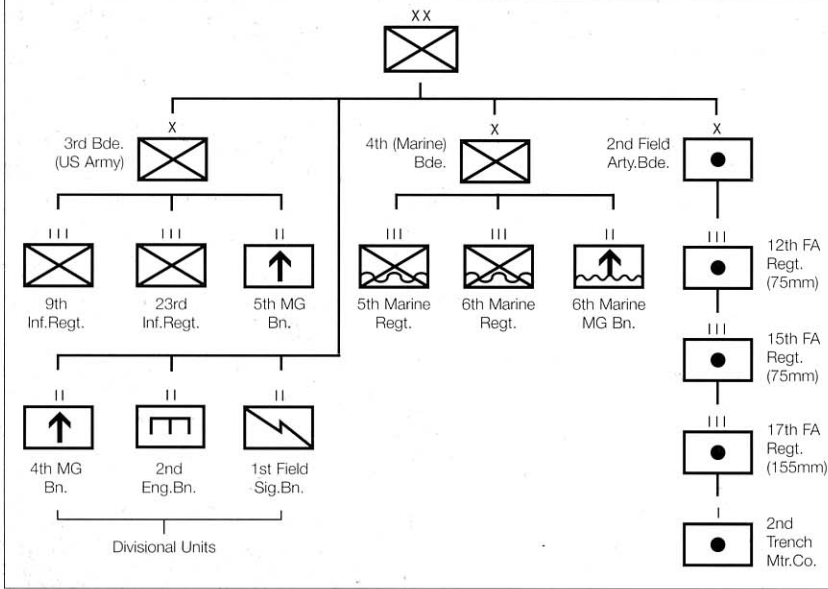 XX
X
3rd Bde.
(US Army)
X
4th (Marine)
Bde.
X
2nd Field
Arty.Bde.
III
9th
Inf.Regt.
III
23rd
Inf.Regt.
II
5th MG
Bn.
III
5th Marine
Regt.
III
6th Marine
Regt.
II
6th Marine
MG Bn.
III
12th FA
Regt.
(75mm)
III
15th FA
Regt.
(75mm)
III
17th FA
Regt.
(155mm)
I
2nd
Trench
Mtr.Co.
II
4th MG
Bn.
II
2nd
Eng.Bn.
II
1st Field
Sig.Bn.
Divisional Units